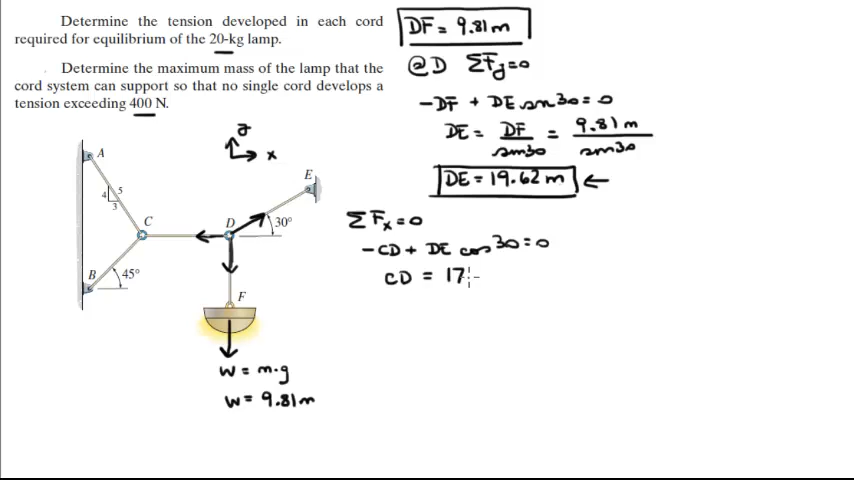 Determine the tension developed in each cord
required for equilibrium of the 20-kg lamp.
Determine the maximum mass of the lamp that the
cord system can support so that no single cord develops a
tension exceeding 400 N.
DF = 9.81m
@D ΣFy=0
-DF + DE sin30=0
DE = DF/sin30 = 9.81m/sin30
DE = 19.62m ←
ΣFx=0
-CD + DE cos30=0
CD = 17
y
x
A
5
4
3
C
B
45°
D
E
30°
F
W = m·g
W = 9.81m